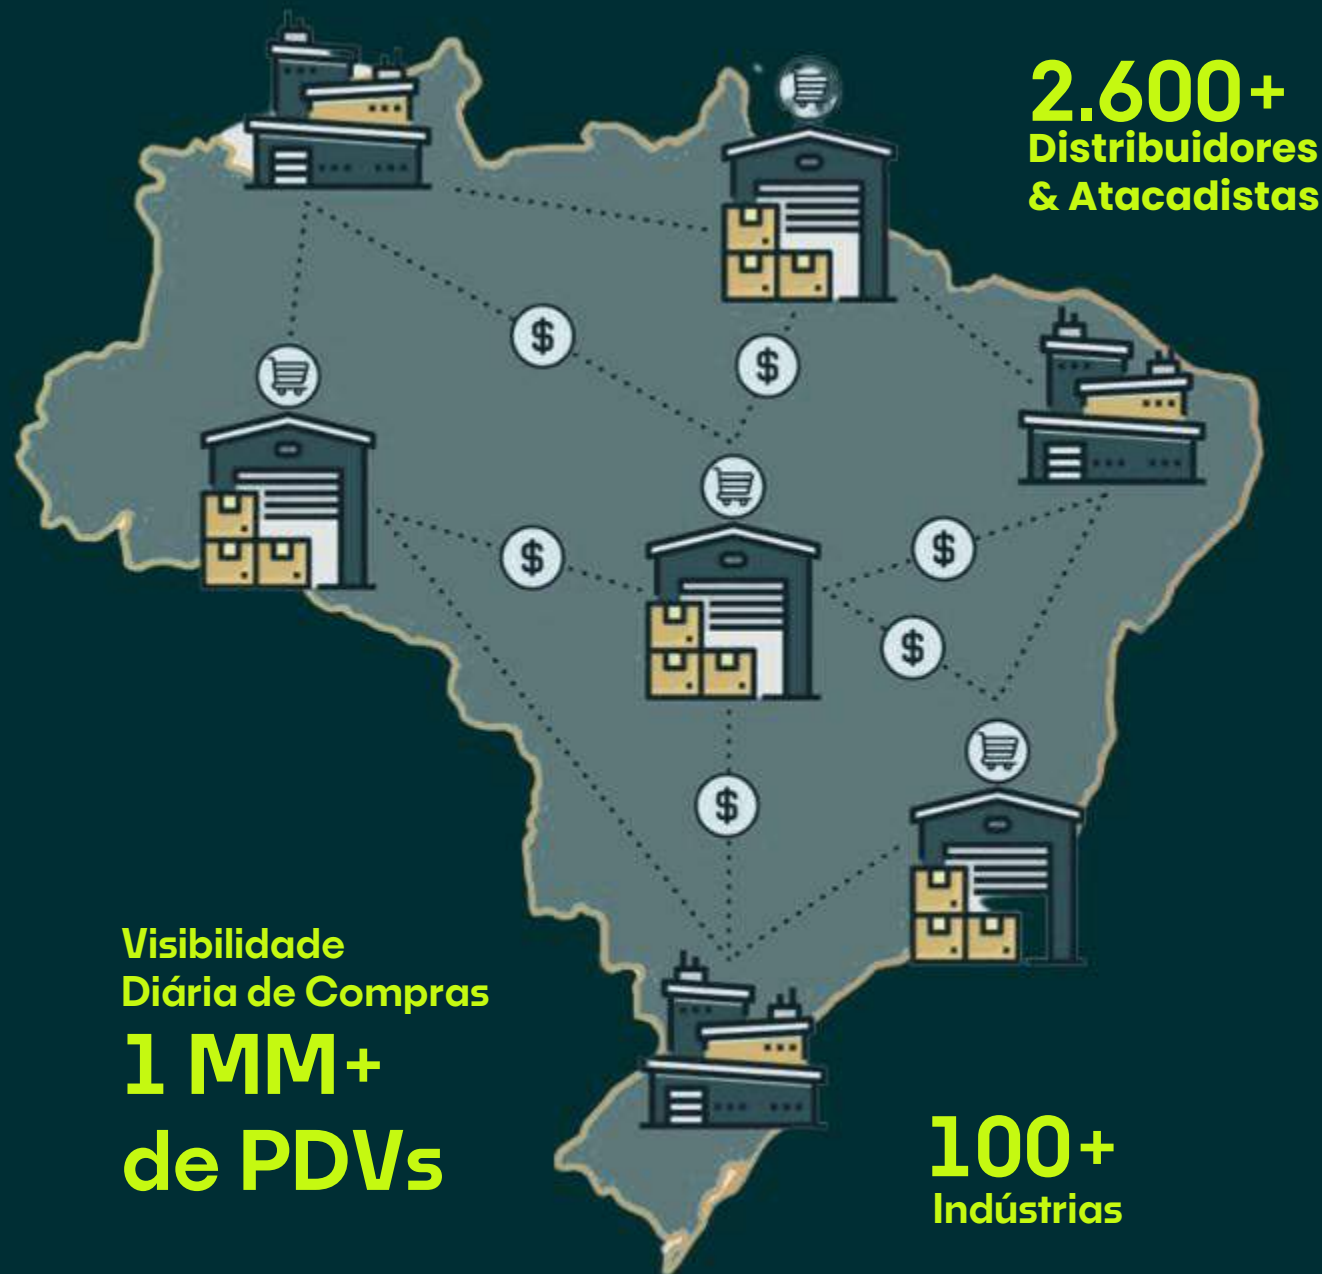 2.600+
Distribuidores
& Atacadistas
$
$
$
$
$
$
Visibilidade
Diária de Compras
1 MM+
de PDVs
100+
Indústrias